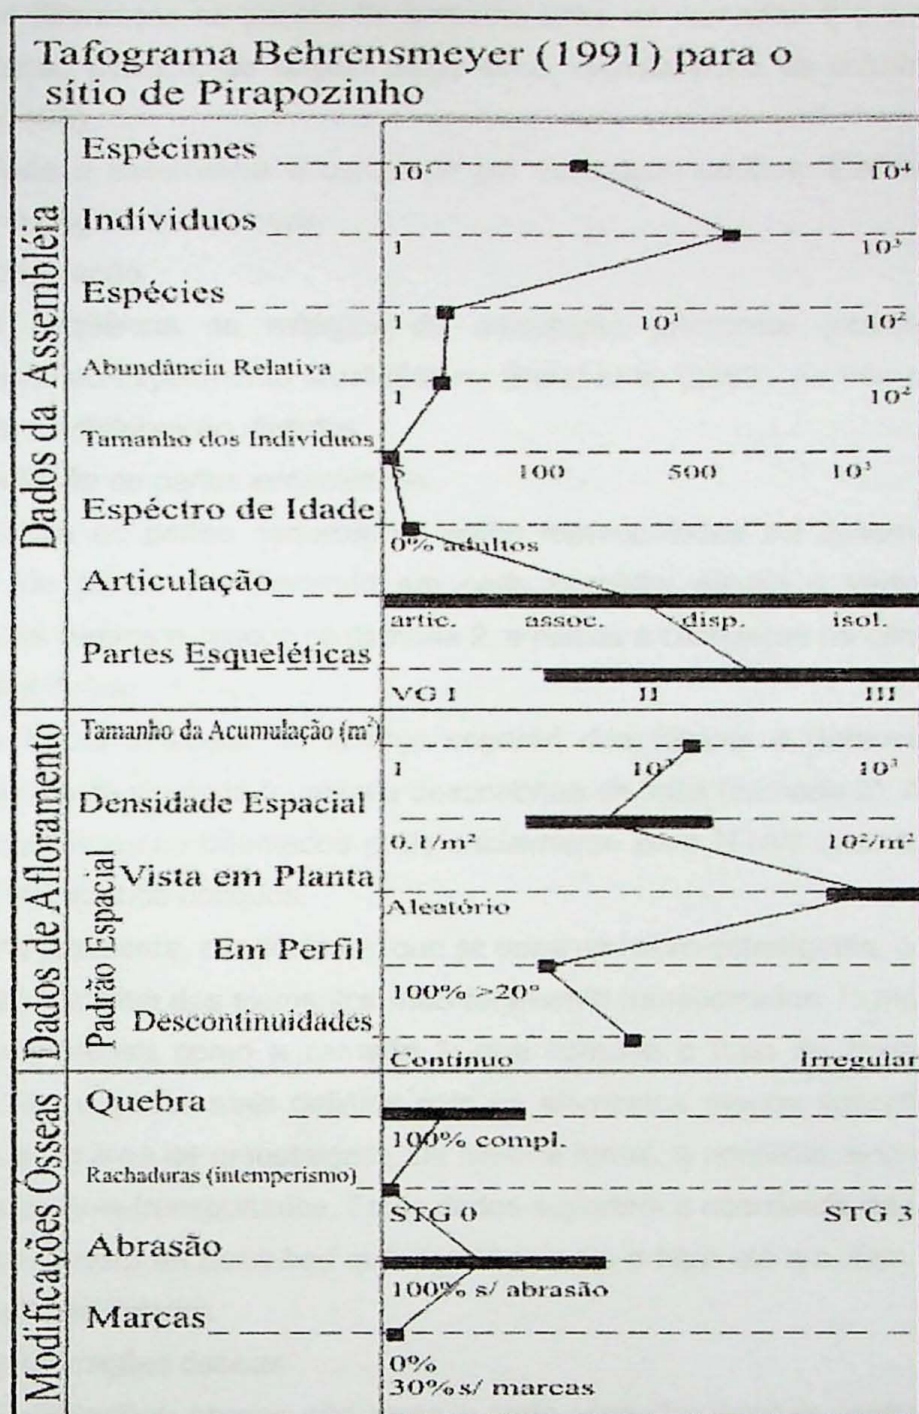 Tafograma Behrensmeyer (1991) para o
sítio de Pirapozinho
Dados da Assembléia
Espécimes
10¹ 10⁴
Indíviduos
1 10³
Espécies
1 10¹ 10²
Abundância Relativa
1 10²
Tamanho dos Individuos
5 100 500 10³
Espéctro de Idade
0% adultos
Articulação
artic. assoc. disp. isol.
Partes Esqueléticas
VG I II III
Dados de Afloramento
Tamanho da Acumulação (m²)
1 10² 10³
Densidade Espacial
0.1/m² 10²/m²
Padrão Espacial
Vista em Planta
Aleatório
Em Perfil
100% >20°
Descontinuidades
Contínuo Irregular
Modificações Ósseas
Quebra
100% compl.
Rachaduras (intemperismo)
STG 0 STG 3
Abrasão
100% s/ abrasão
Marcas
0%
30% s/ marcas